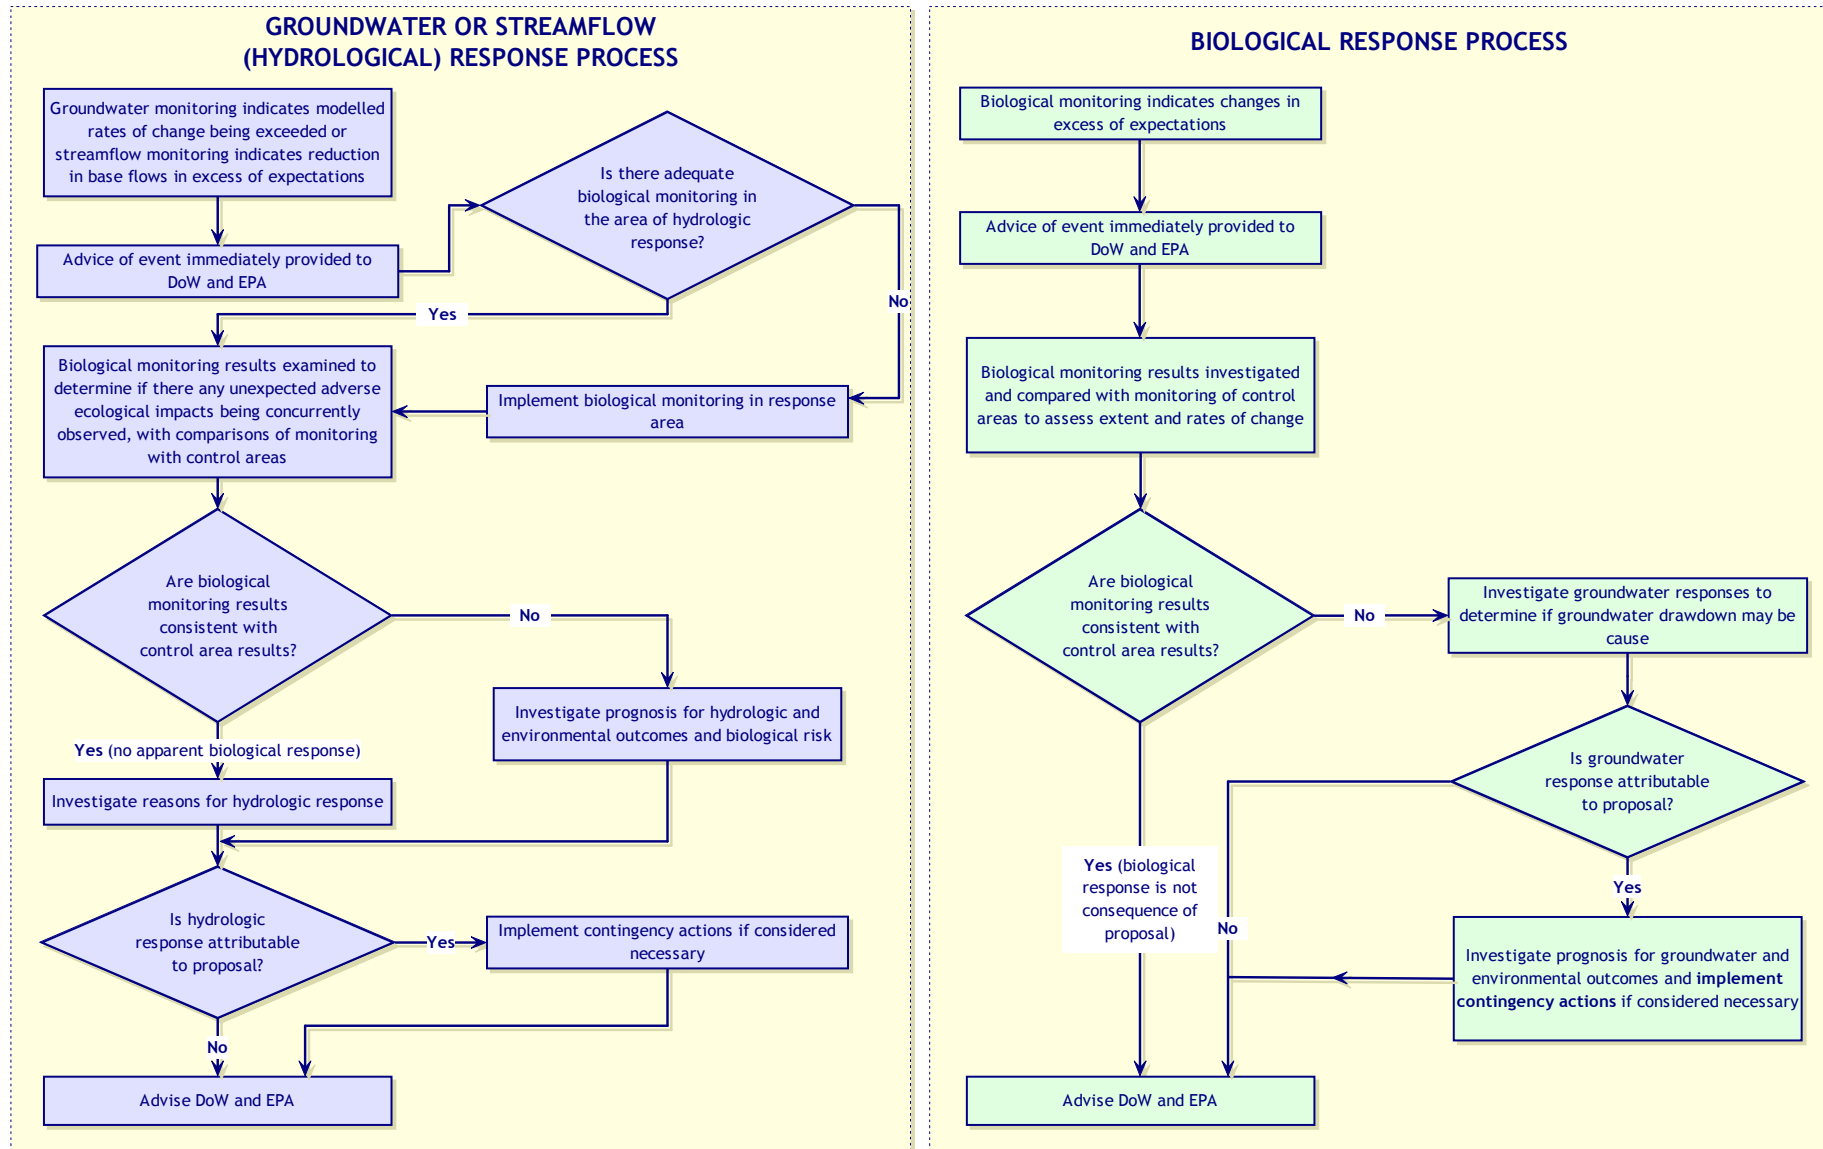 GROUNDWATER OR STREAMFLOW
(HYDROLOGICAL) RESPONSE PROCESS
Groundwater monitoring indicates modelled
rates of change being exceeded or
streamflow monitoring indicates reduction
in base flows in excess of expectations
Advice of event immediately provided to
DoW and EPA
Is there adequate
biological monitoring in
the area of hydrologic
response?
No
Yes
Biological monitoring results examined to
determine if there any unexpected adverse
ecological impacts being concurrently
observed, with comparisons of monitoring
with control areas
Implement biological monitoring in response
area
Are biological
monitoring results
consistent with
control area results?
No
Investigate prognosis for hydrologic and
environmental outcomes and biological risk
Yes (no apparent biological response)
Investigate reasons for hydrologic response
Is hydrologic
response attributable
to proposal?
Yes
Implement contingency actions if considered
necessary
No
Advise DoW and EPA
BIOLOGICAL RESPONSE PROCESS
Biological monitoring indicates changes in
excess of expectations
Advice of event immediately provided to
DoW and EPA
Biological monitoring results investigated
and compared with monitoring of control
areas to assess extent and rates of change
Are biological
monitoring results
consistent with
control area results?
No
Investigate groundwater responses to
determine if groundwater drawdown may be
cause
Is groundwater
response attributable
to proposal?
Yes
Yes (biological
response is not
consequence of
proposal)
No
Investigate prognosis for groundwater and
environmental outcomes and implement
contingency actions if considered necessary
Advise DoW and EPA